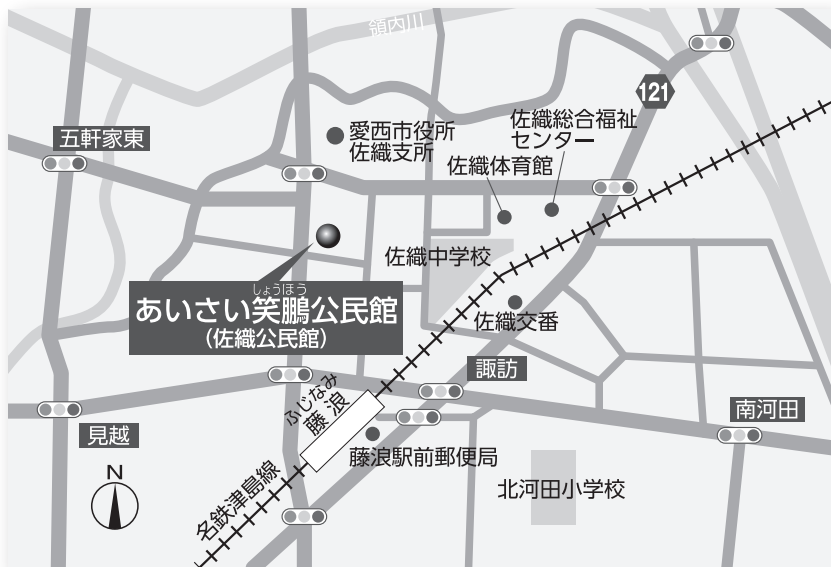 領内川
121
五軒家東
愛西市役所
佐織支所
佐織総合福祉
センター
佐織体育館
佐織中学校
しょうほう
あいさい笑鵬公民館
(佐織公民館)
佐織交番
諏訪
ふじなみ
藤浪
南河田
見越
藤浪駅前郵便局
N
名鉄津島線
北河田小学校